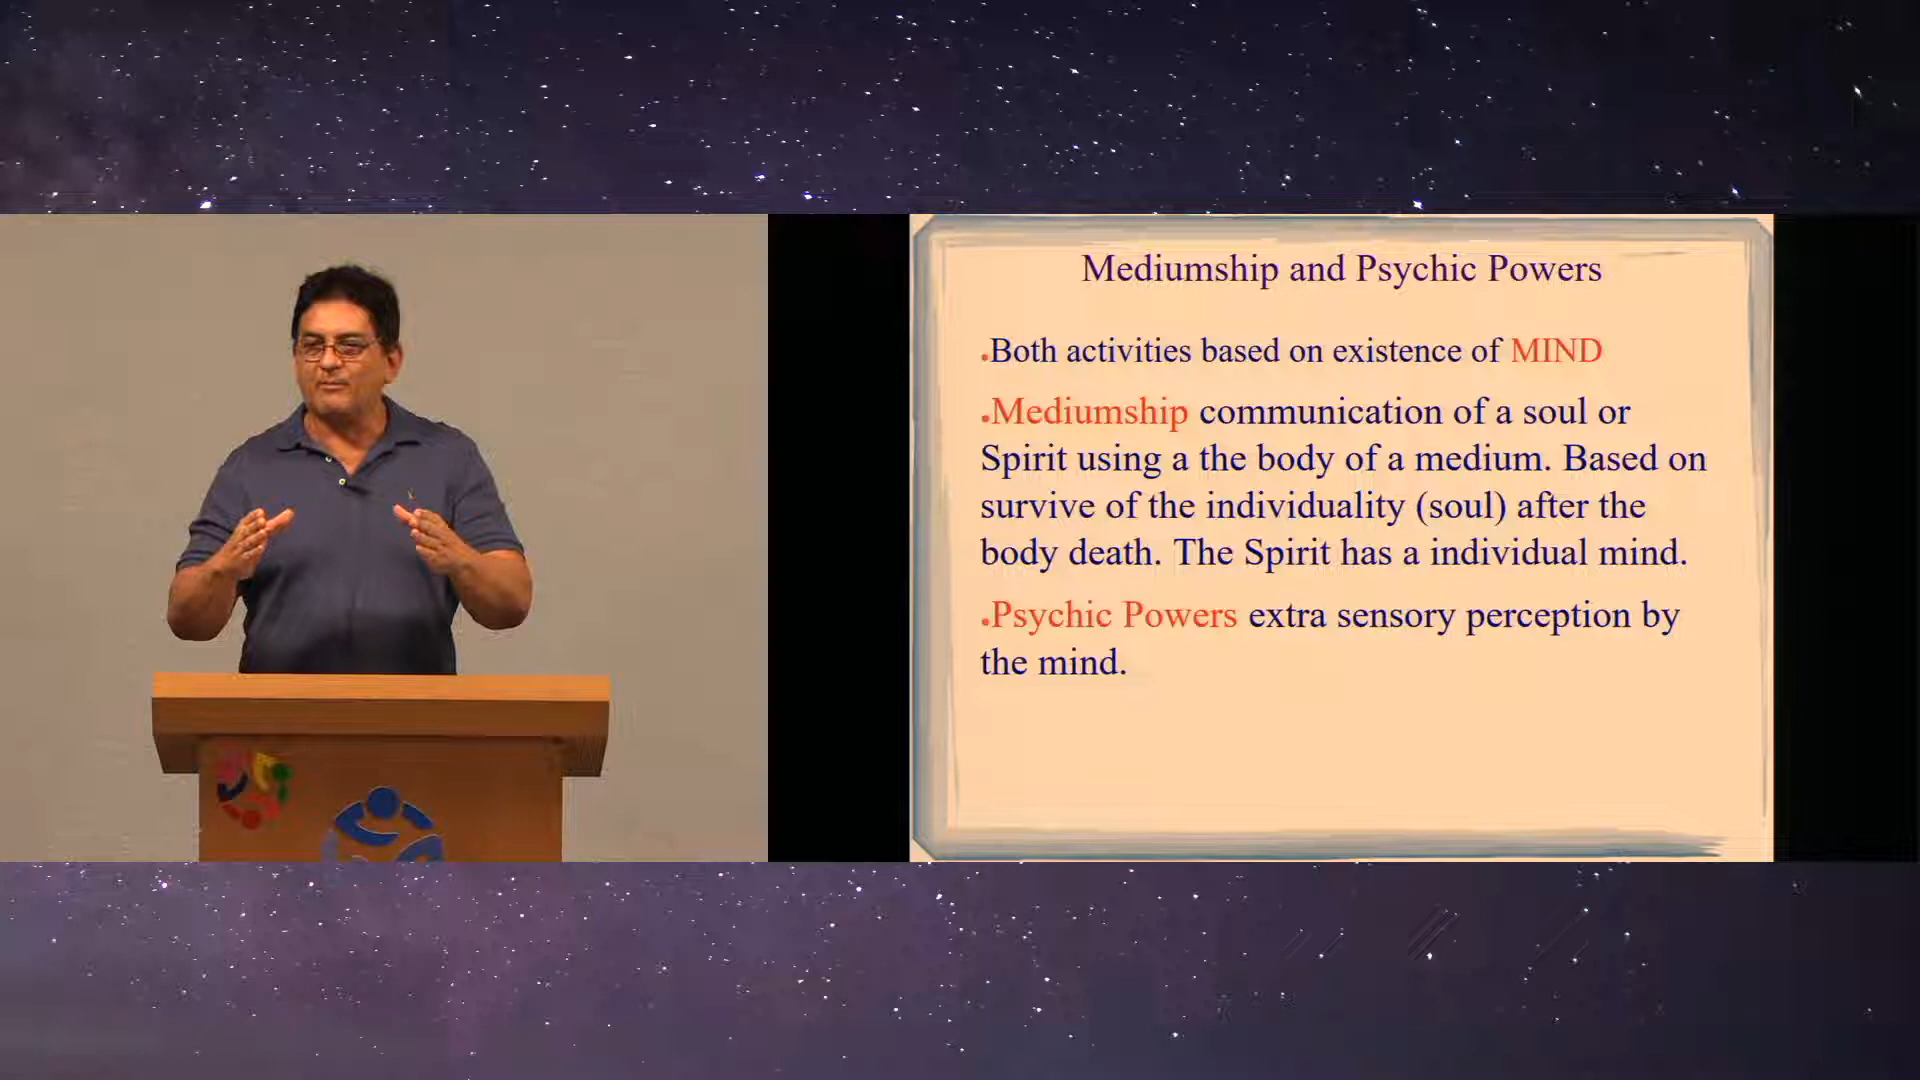 Mediumship and Psychic Powers
.Both activities based on existence of MIND
.Mediumship communication of a soul or
Spirit using a the body of a medium. Based on
survive of the individuality (soul) after the
body death. The Spirit has a individual mind.
.Psychic Powers extra sensory perception by
the mind.